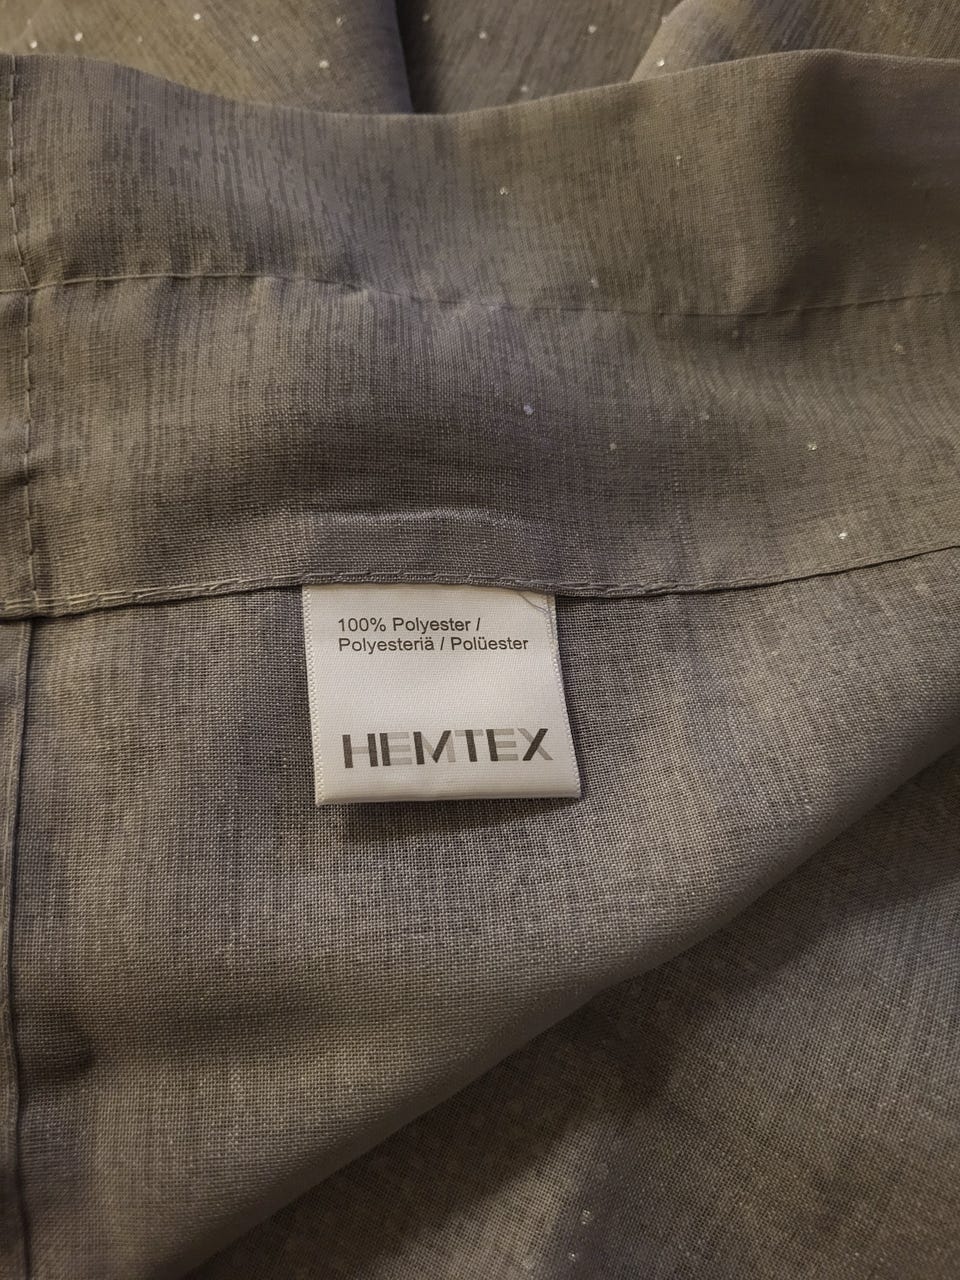 100% Polyester /
Polyesteriä / Polüester
HEMTEX